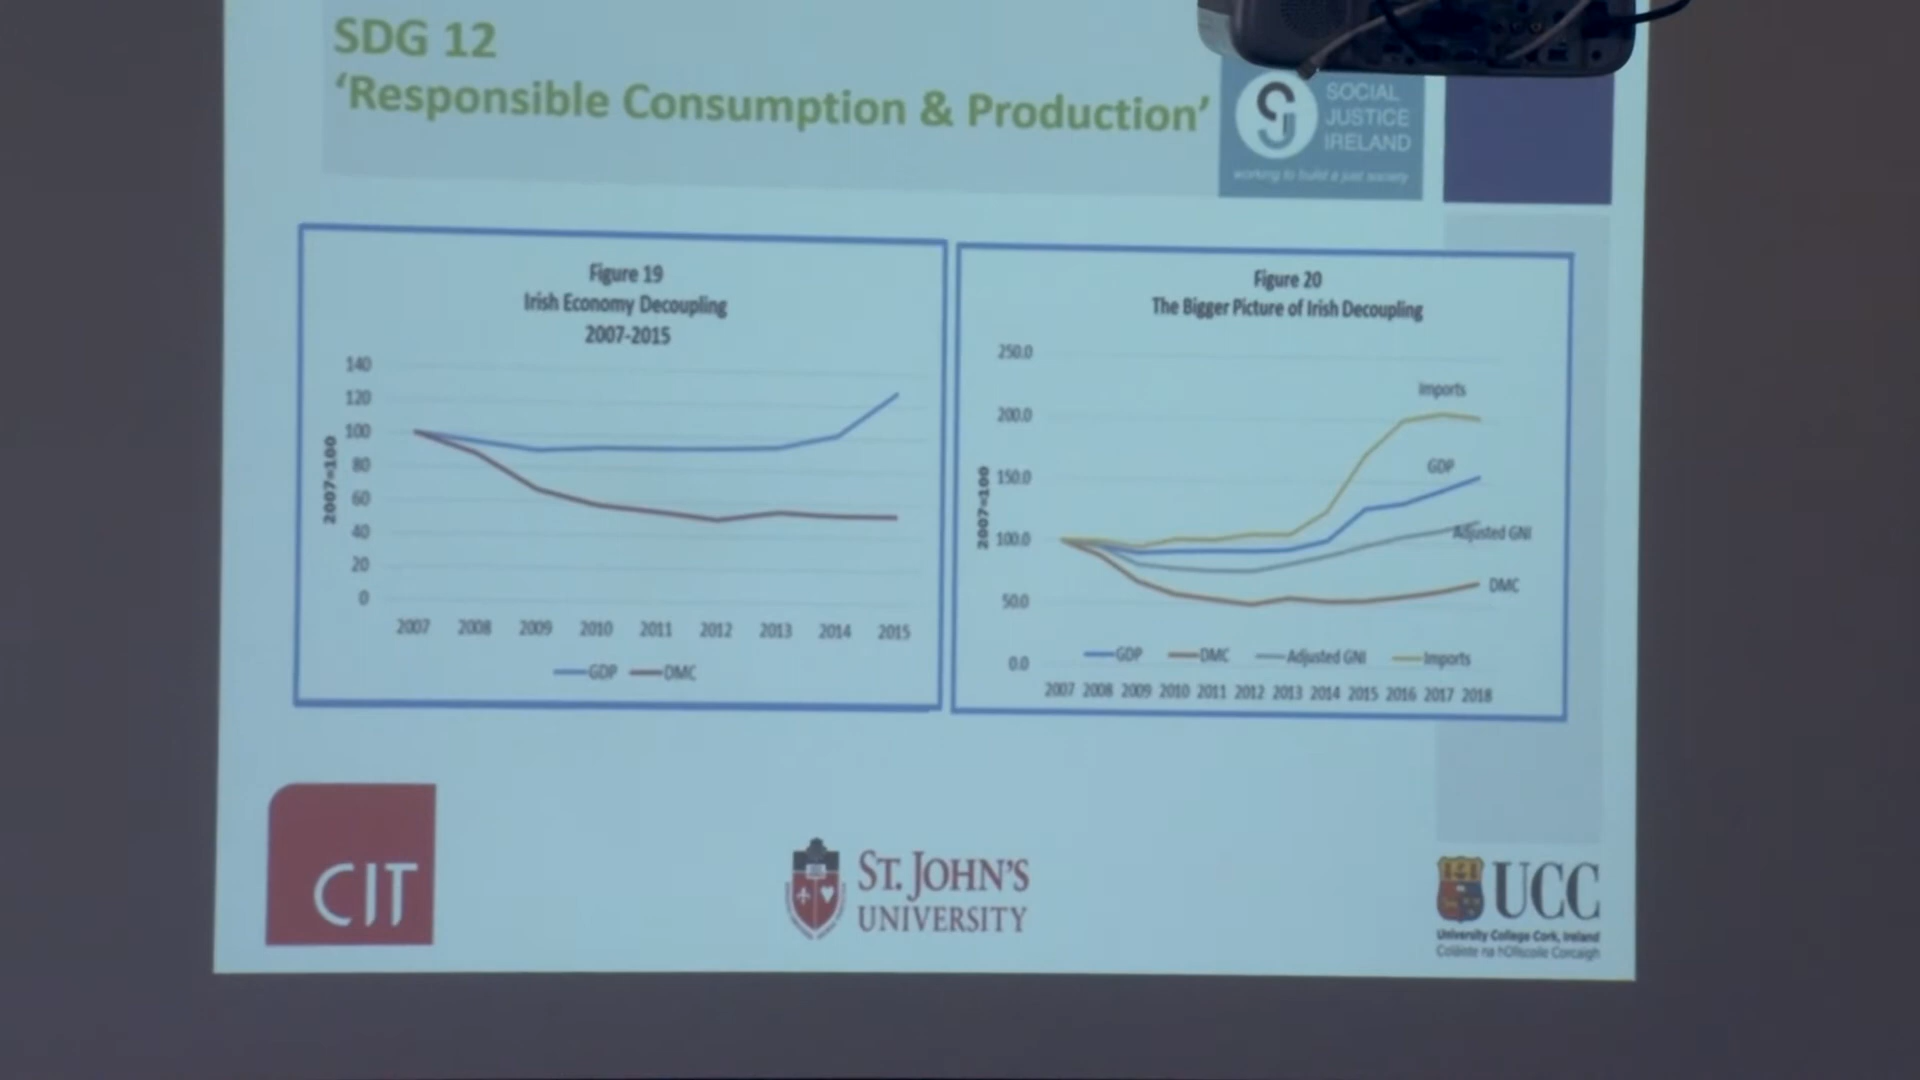 SDG 12
‘Responsible Consumption & Production’
SOCIAL
JUSTICE
IRELAND
working to build a just society
Figure 19
Irish Economy Decoupling
2007-2015
2007=100
140
120
100
80
60
40
20
0
2007 2008 2009 2010 2011 2012 2013 2014 2015
GDP DMC
Figure 20
The Bigger Picture of Irish Decoupling
2007=100
250.0
200.0
150.0
100.0
50.0
0.0
Imports
GDP
Adjusted GNI
DMC
GDP DMC Adjusted GNI Imports
2007 2008 2009 2010 2011 2012 2013 2014 2015 2016 2017 2018
CIT
ST. JOHN'S
UNIVERSITY
UCC
University College Cork, Ireland
Coláiste na hOllscoile Corcaigh